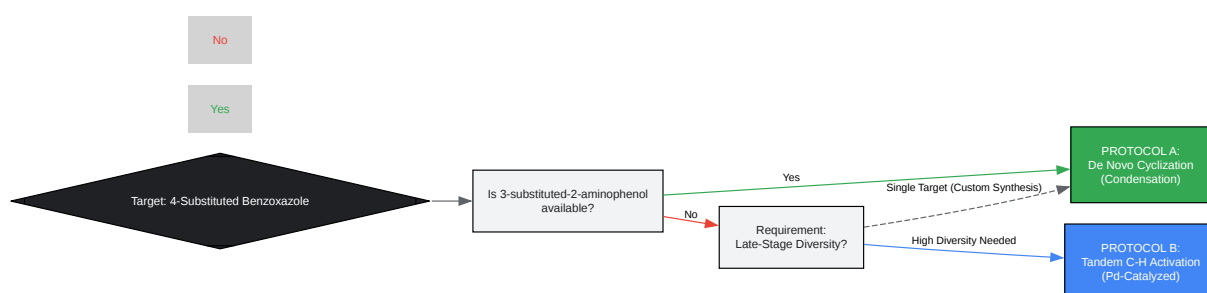 No
Yes
Target: 4-Substituted Benzoxazole
Is 3-substituted-2-aminophenol
available?
Yes
No
Single Target (Custom Synthesis)
Requirement:
Late-Stage Diversity?
High Diversity Needed
PROTOCOL A:
De Novo Cyclization
(Condensation)
PROTOCOL B:
Tandem C-H Activation
(Pd-Catalyzed)